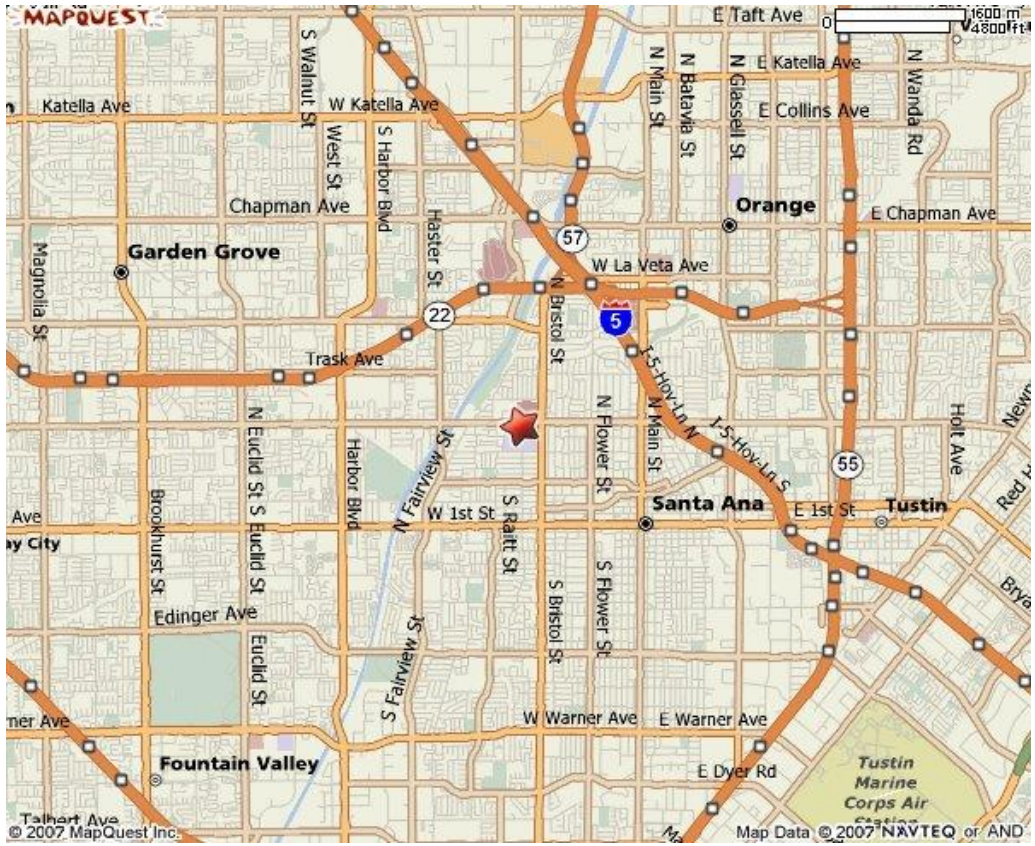 MAPQUEST
E Taft Ave
0
1600 m
4800 ft
S Walnut St
N Main St
N Batavia St
N Glassell St
E Katella Ave
N Wanda Rd
Katella Ave
W Katella Ave
E Collins Ave
West St
S Harbor Blvd
Chapman Ave
Orange
E Chapman Ave
Haster St
57
Garden Grove
W La Veta Ave
Magnolia St
22
N Bristol St
5
Trask Ave
I-5-Hov-Ln N
N Euclid St
N Flower St
N Main St
I-5-Hov-Ln S
Holt Ave
Harbor Blvd
N Fairview St
55
Brookhurst St
S Raitt St
Santa Ana
Ave
W 1st St
E 1st St
Tustin
ay City
S Euclid St
S Bristol St
S Flower St
Edinger Ave
Euclid St
S Fairview St
rner Ave
W Warner Ave
E Warner Ave
Fountain Valley
E Dyer Rd
Tustin
Marine
Corps Air
Station
Talbert Ave
© 2007 MapQuest Inc.
Map Data © 2007 NAVTEQ or AND